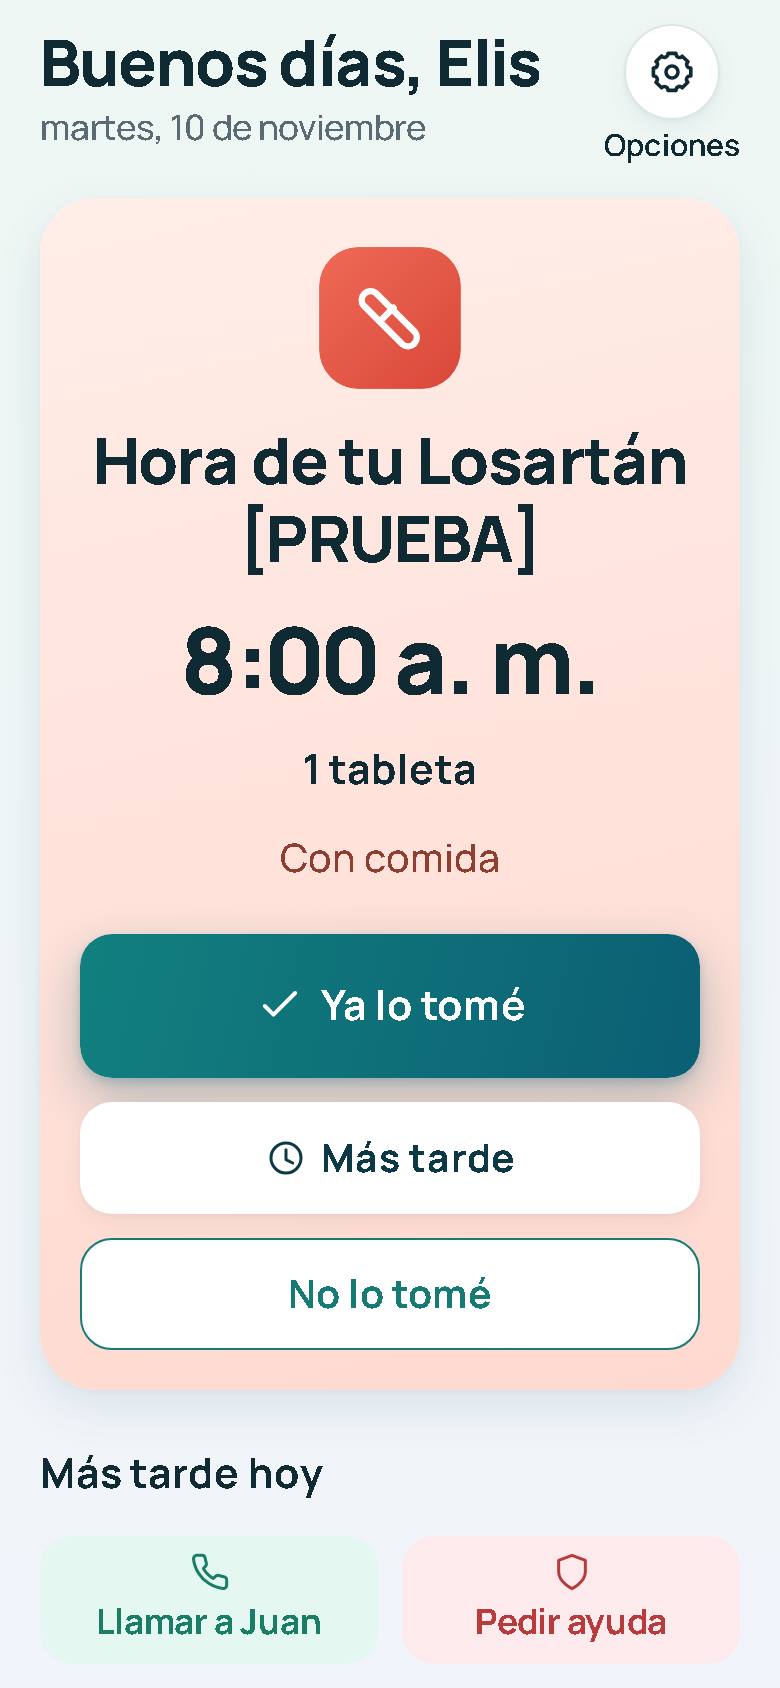 Buenos días, Elis
martes, 10 de noviembre
Opciones
Hora de tu Losartán
[PRUEBA]
8:00 a. m.
1 tableta
Con comida
Ya lo tomé
Más tarde
No lo tomé
Más tarde hoy
Llamar a Juan
Pedir ayuda